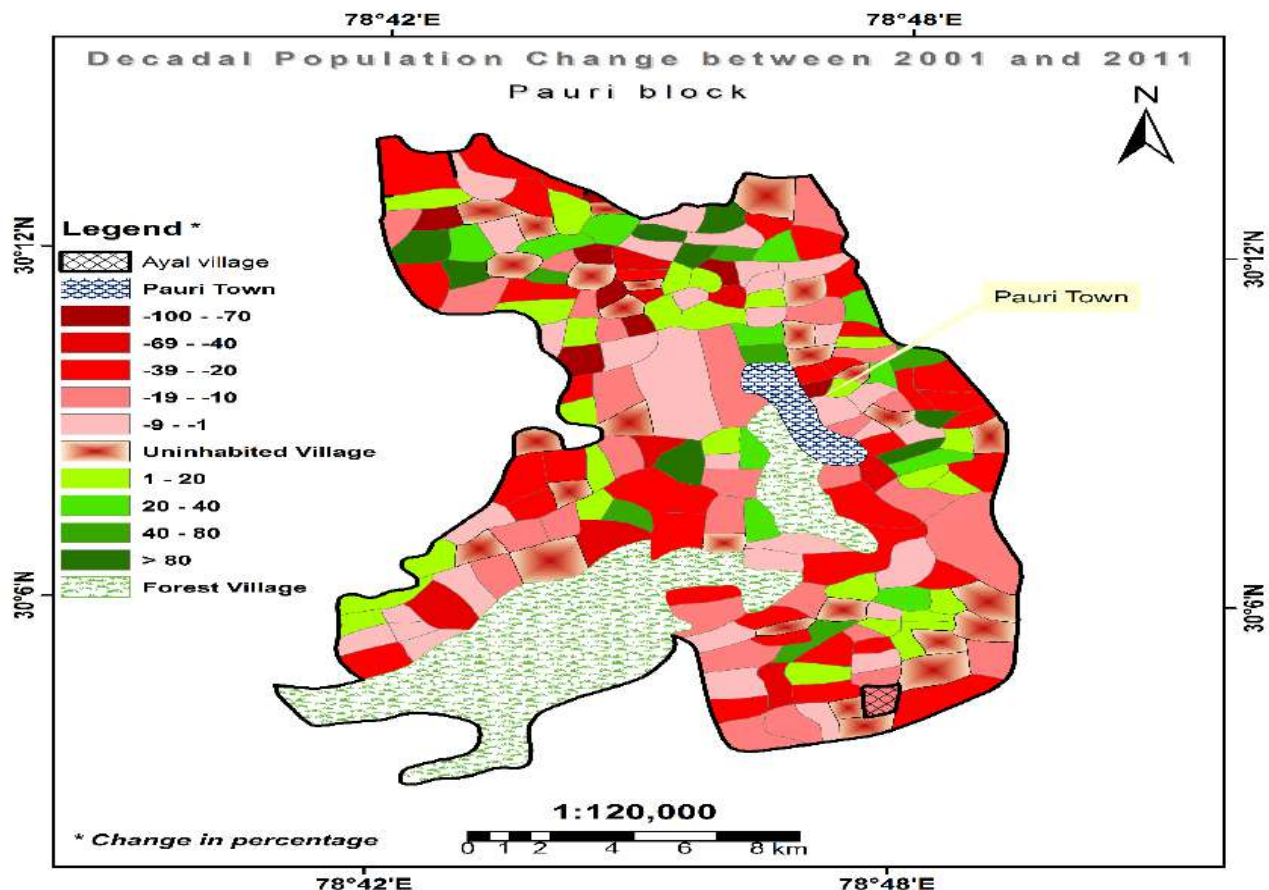 78°42'E 78°48'E
Decadal Population Change between 2001 and 2011
Pauri block
N
30°12'N 30°12'N
Legend *
Ayal village
Pauri Town
-100 - -70
-69 - -40
-39 - -20
-19 - -10
-9 - -1
Uninhabited Village
1 - 20
20 - 40
40 - 80
> 80
Forest Village
Pauri Town
30°6'N 30°6'N
1:120,000
0 1 2 4 6 8 km
* Change in percentage
78°42'E 78°48'E